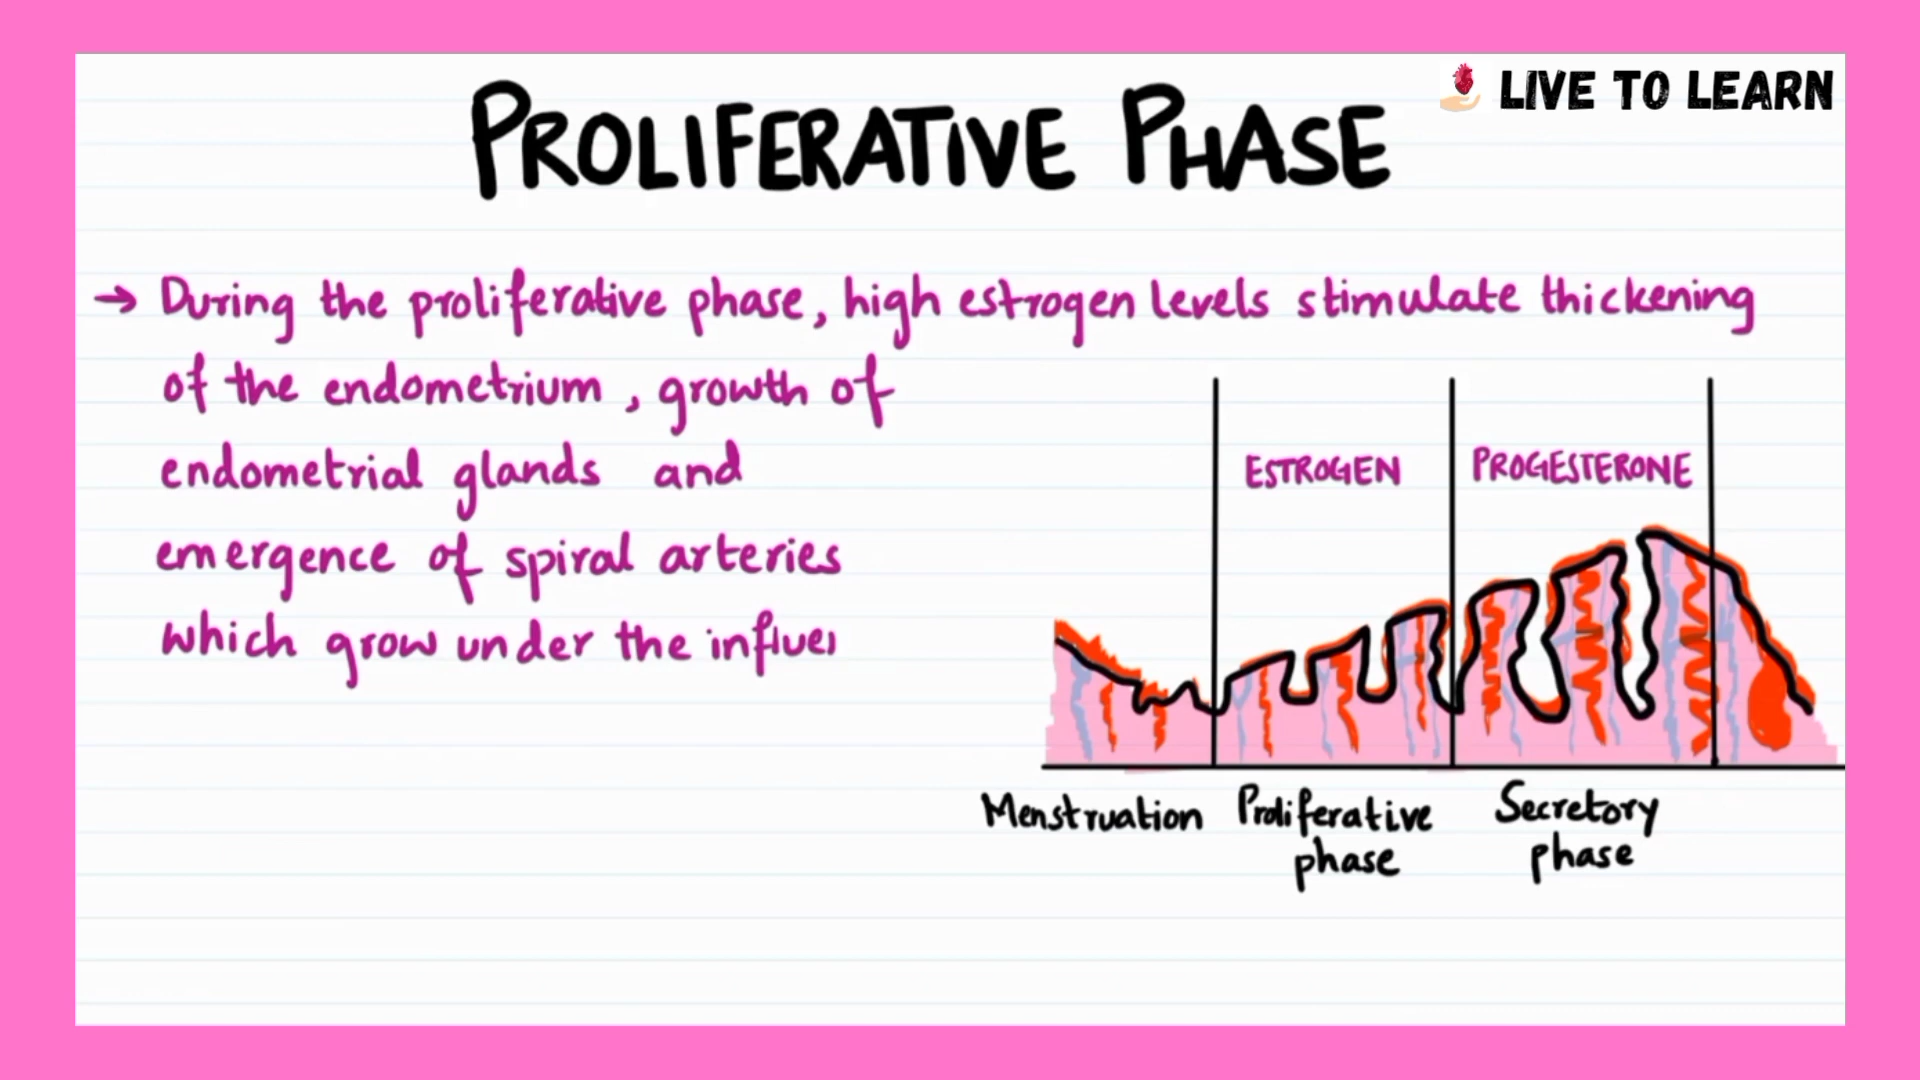 LIVE TO LEARN
PROLIFERATIVE PHASE
→ During the proliferative phase, high estrogen levels stimulate thickening
of the endometrium, growth of
endometrial glands and
emergence of spiral arteries
which grow under the influe
ESTROGEN
PROGESTERONE
Menstruation
Proliferative
phase
Secretory
phase